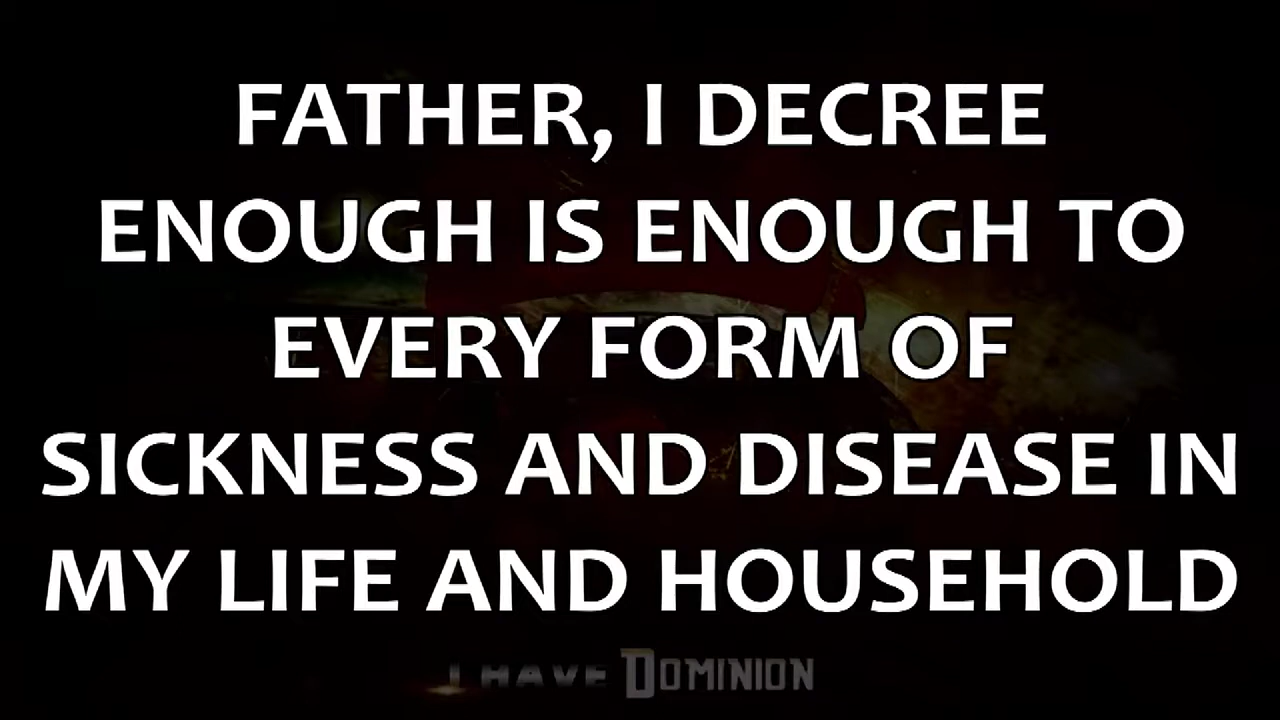 FATHER, I DECREE
ENOUGH IS ENOUGH TO
EVERY FORM OF
SICKNESS AND DISEASE IN
MY LIFE AND HOUSEHOLD
I HAVE DOMINION